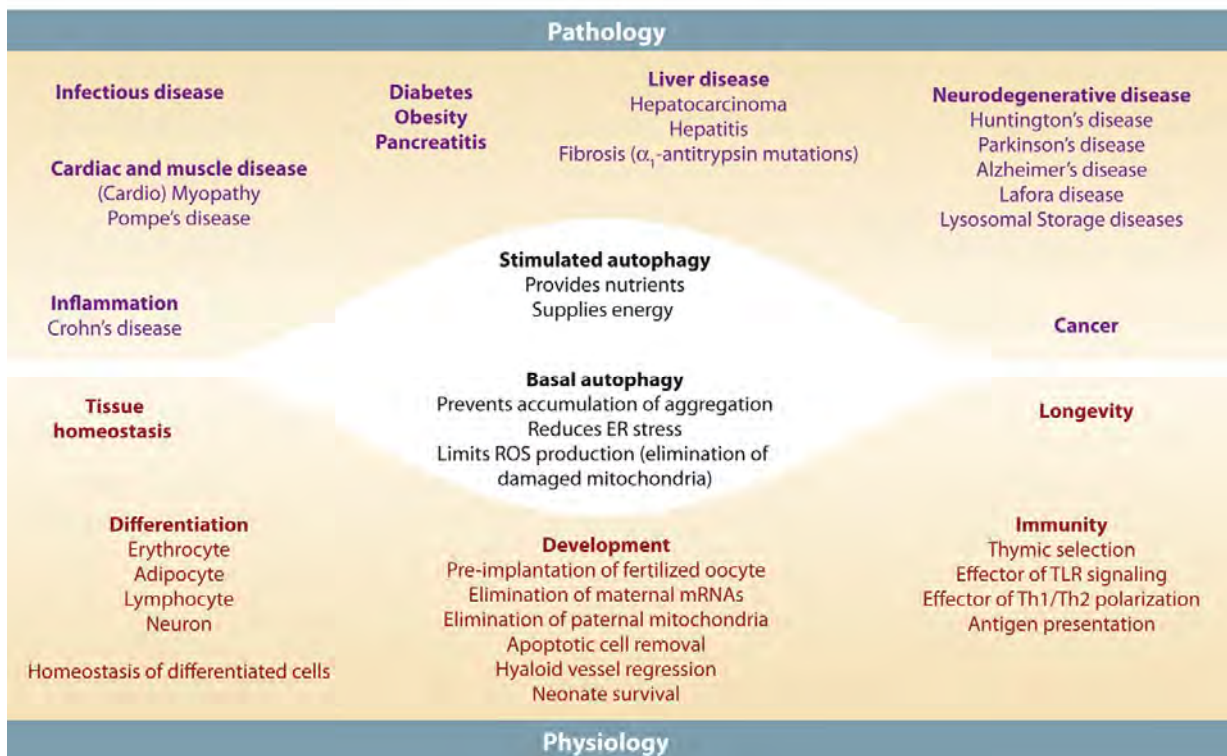 Pathology
Infectious disease
Cardiac and muscle disease
(Cardio) Myopathy
Pompe's disease
Inflammation
Crohn's disease
Diabetes
Obesity
Pancreatitis
Liver disease
Hepatocarcinoma
Hepatitis
Fibrosis (α₁-antitrypsin mutations)
Neurodegenerative disease
Huntington's disease
Parkinson's disease
Alzheimer's disease
Lafora disease
Lysosomal Storage diseases
Cancer
Stimulated autophagy
Provides nutrients
Supplies energy
Basal autophagy
Prevents accumulation of aggregation
Reduces ER stress
Limits ROS production (elimination of
damaged mitochondria)
Tissue
homeostasis
Differentiation
Erythrocyte
Adipocyte
Lymphocyte
Neuron
Homeostasis of differentiated cells
Development
Pre-implantation of fertilized oocyte
Elimination of maternal mRNAs
Elimination of paternal mitochondria
Apoptotic cell removal
Hyaloid vessel regression
Neonate survival
Longevity
Immunity
Thymic selection
Effector of TLR signaling
Effector of Th1/Th2 polarization
Antigen presentation
Physiology